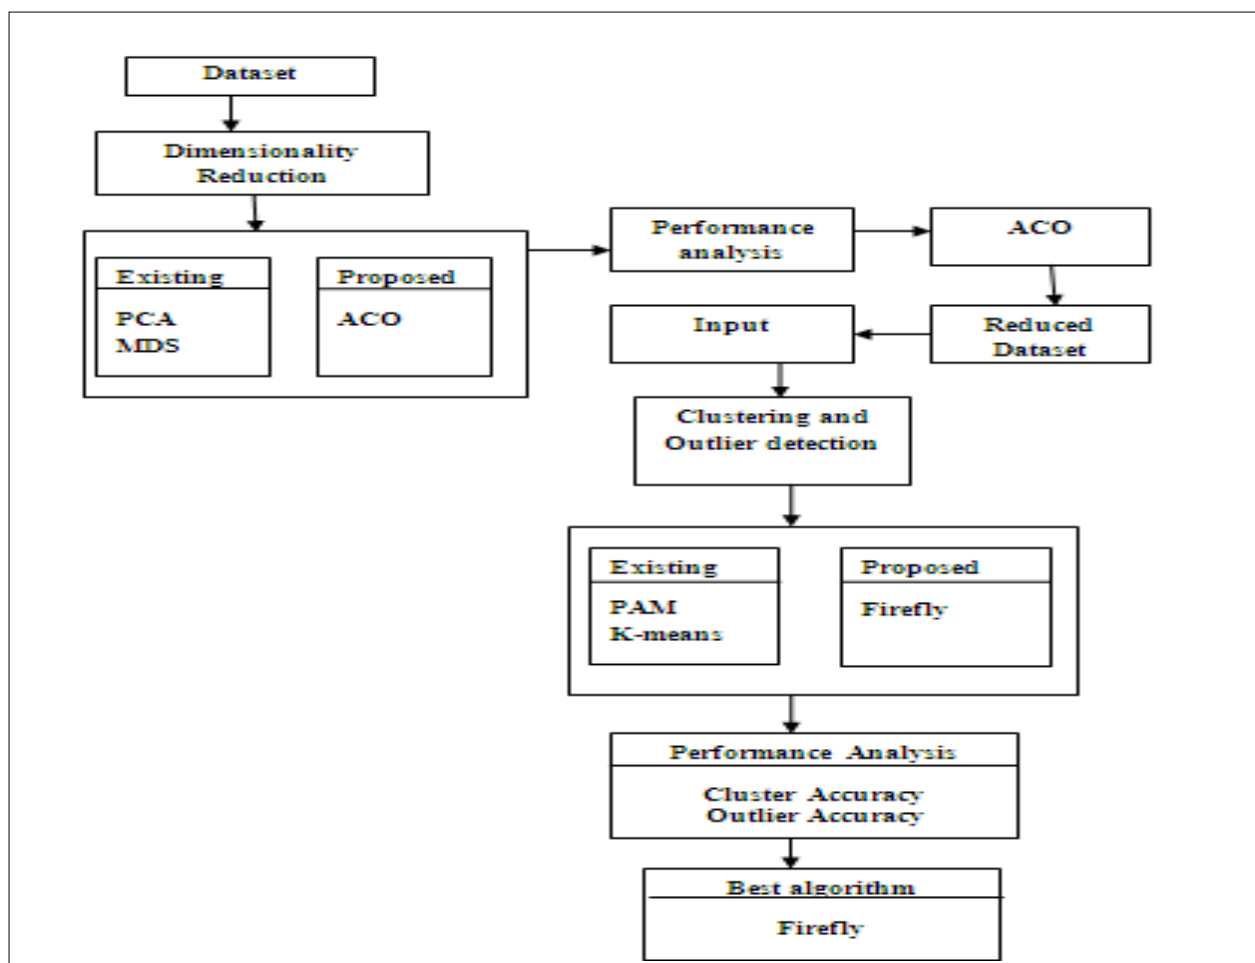 Dataset
Dimensionality
Reduction
Existing
PCA
MDS
Proposed
ACO
Performance
analysis
ACO
Reduced
Dataset
Input
Clustering and
Outlier detection
Existing
PAM
K-means
Proposed
Firefly
Performance Analysis
Cluster Accuracy
Outlier Accuracy
Best algorithm
Firefly